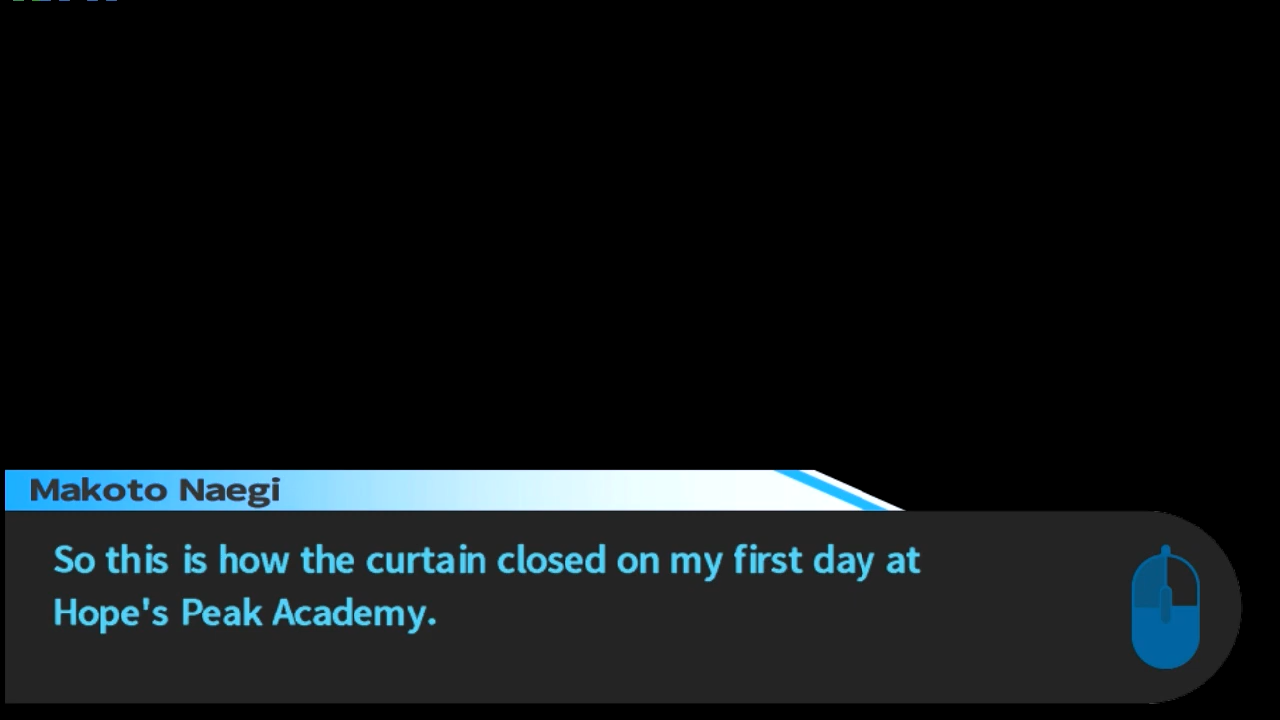 Makoto Naegi
So this is how the curtain closed on my first day at
Hope's Peak Academy.